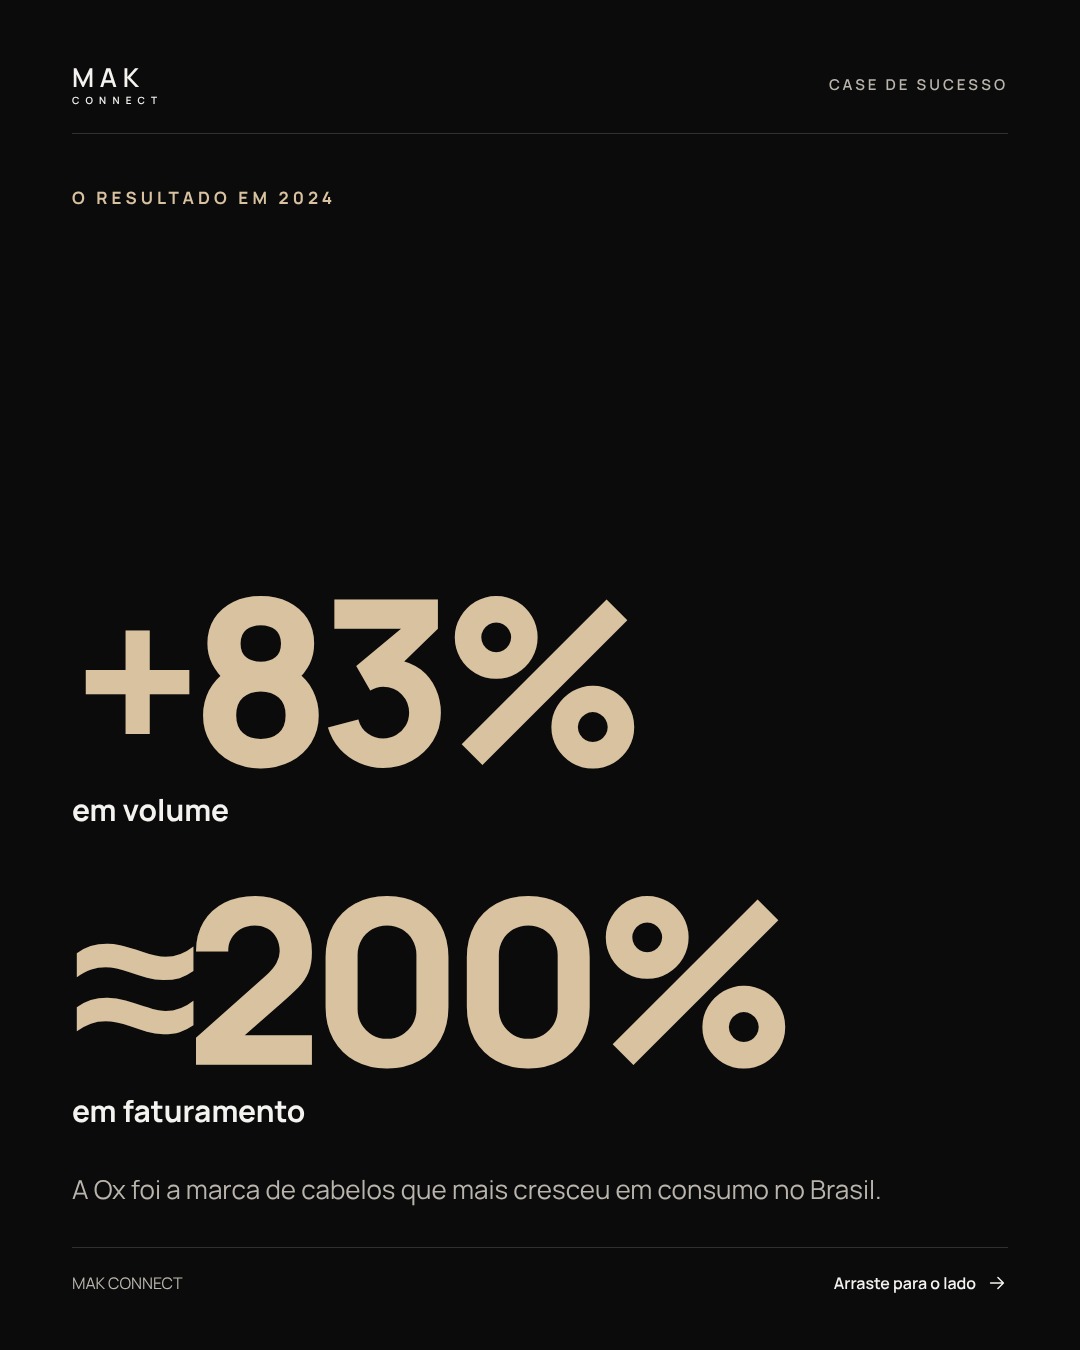 MAK
CONNECT
CASE DE SUCESSO
O RESULTADO EM 2024
+83%
em volume
≈200%
em faturamento
A Ox foi a marca de cabelos que mais cresceu em consumo no Brasil.
MAK CONNECT
Arraste para o lado →